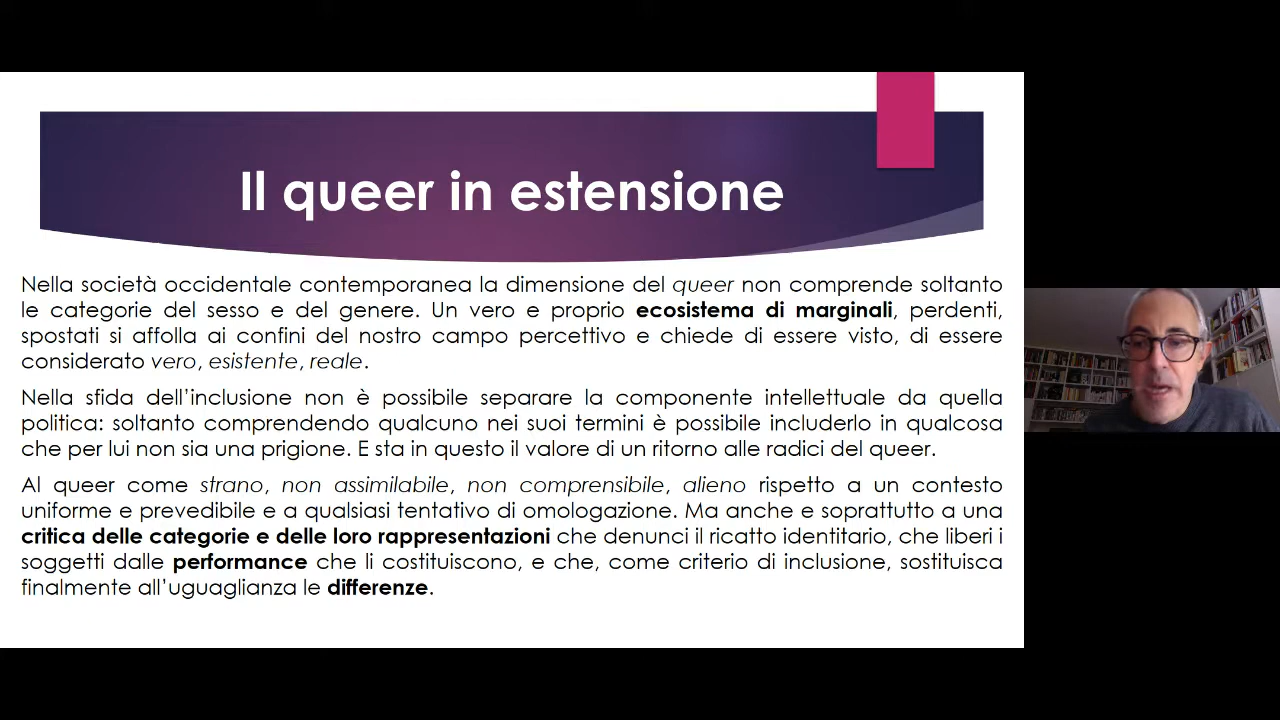 Il queer in estensione
Nella società occidentale contemporanea la dimensione del queer non comprende soltanto
le categorie del sesso e del genere. Un vero e proprio ecosistema di marginali, perdenti,
spostati si affolla ai confini del nostro campo percettivo e chiede di essere visto, di essere
considerato vero, esistente, reale.
Nella sfida dell’inclusione non è possibile separare la componente intellettuale da quella
politica: soltanto comprendendo qualcuno nei suoi termini è possibile includerlo in qualcosa
che per lui non sia una prigione. E sta in questo il valore di un ritorno alle radici del queer.
Al queer come strano, non assimilabile, non comprensibile, alieno rispetto a un contesto
uniforme e prevedibile e a qualsiasi tentativo di omologazione. Ma anche e soprattutto a una
critica delle categorie e delle loro rappresentazioni che denunci il ricatto identitario, che liberi i
soggetti dalle performance che li costituiscono, e che, come criterio di inclusione, sostituisca
finalmente all’uguaglianza le differenze.